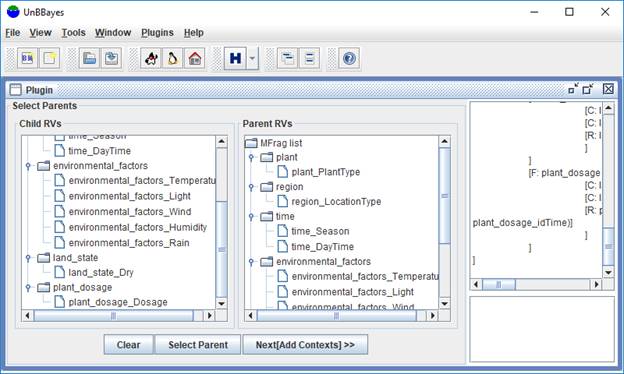 UnBBayes
File View Tools Window Plugins Help
Plugin
Select Parents
Child RVs
time_Season
time_DayTime
environmental_factors
environmental_factors_Temperatu
environmental_factors_Light
environmental_factors_Wind
environmental_factors_Humidity
environmental_factors_Rain
land_state
land_state_Dry
plant_dosage
plant_dosage_Dosage
Parent RVs
MFrag list
plant
plant_PlantType
region
region_LocationType
time
time_Season
time_DayTime
environmental_factors
environmental_factors_Temperatu
environmental_factors_Light
environmental_factors_Wind
Clear Select Parent Next[Add Contexts] >>
[C: I
[C: I
[R: I
]
]
[F: plant_dosage
[C: I
[C: I
[R: p
plant_dosage_idTime)]
]
]
]